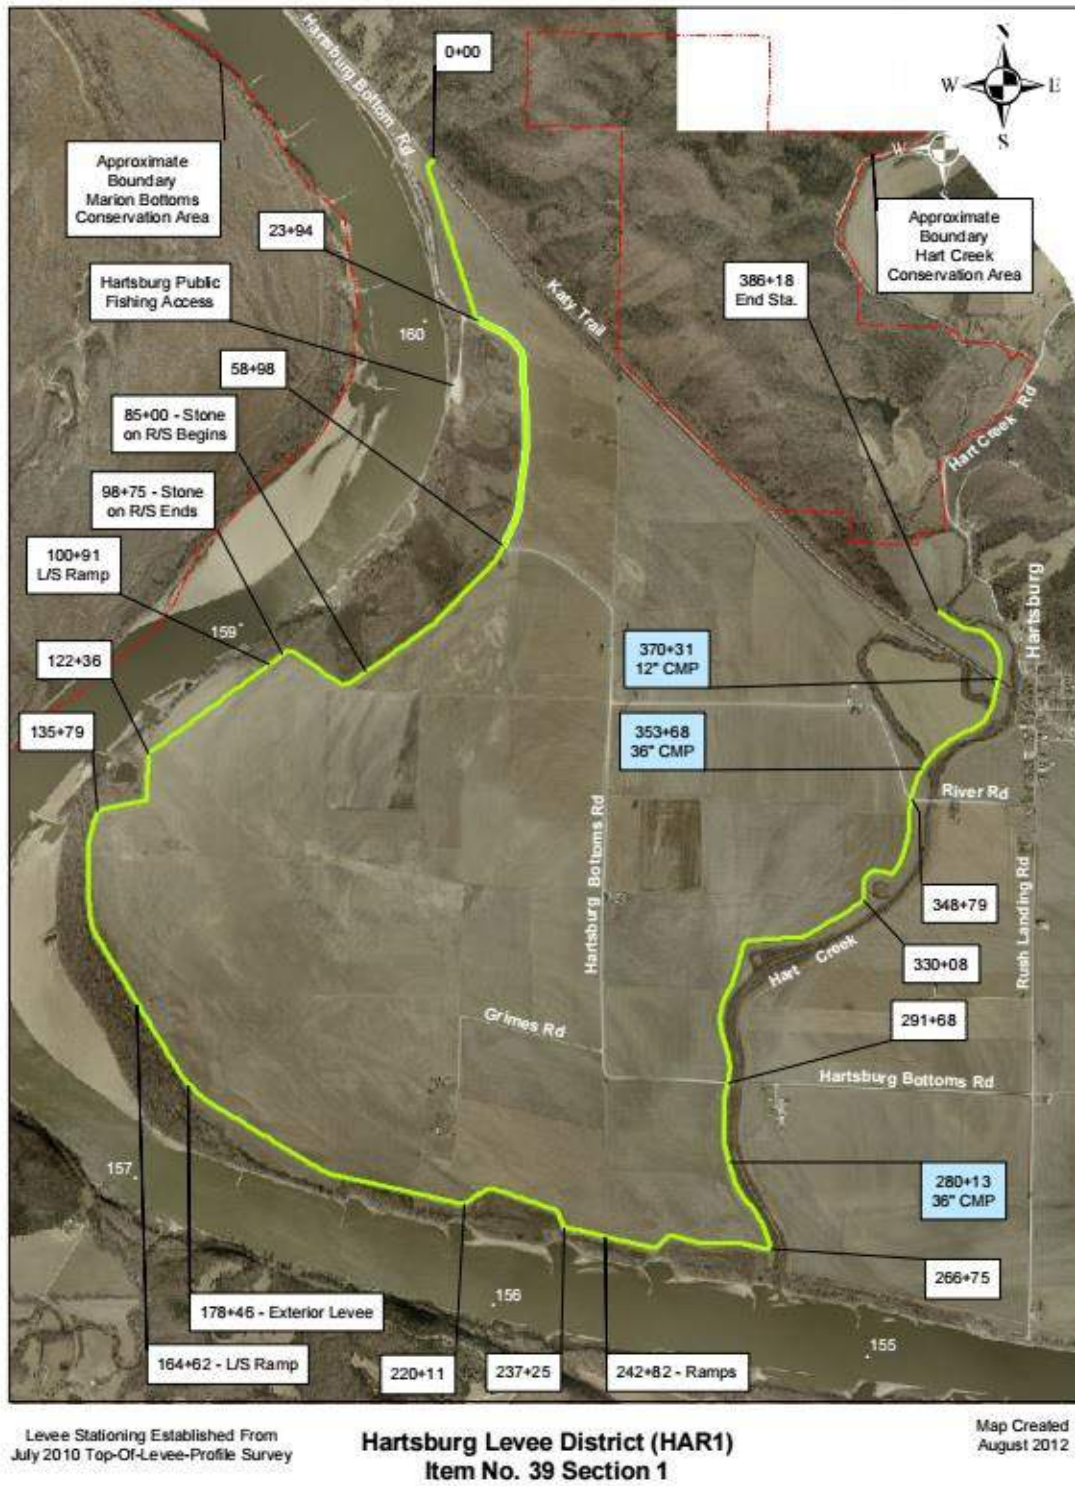 0+00
Hartsburg Bottom Rd
N
W
E
S
W
Approximate
Boundary
Marion Bottoms
Conservation Area
23+94
Approximate
Boundary
Hart Creek
Conservation Area
Hartsburg Public
Fishing Access
386+18
End Sta.
Katy Trail
160
58+98
85+00 - Stone
on R/S Begins
Hart Creek Rd
98+75 - Stone
on R/S Ends
100+91
L/S Ramp
Hartsburg
159
122+36
370+31
12" CMP
135+79
353+68
36" CMP
River Rd
Hartsburg Bottoms Rd
348+79
Rush Landing Rd
Hart Creek
330+08
291+68
Grimes Rd
Hartsburg Bottoms Rd
157
280+13
36" CMP
266+75
156
178+46 - Exterior Levee
155
164+62 - L/S Ramp
220+11
237+25
242+82 - Ramps
Levee Stationing Established From
July 2010 Top-Of-Levee-Profile Survey
Hartsburg Levee District (HAR1)
Item No. 39 Section 1
Map Created
August 2012